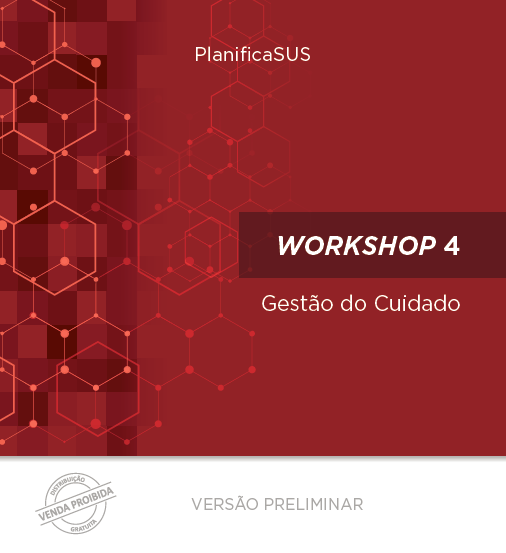 PlanificaSUS
WORKSHOP 4
Gestão do Cuidado
DISTRIBUIÇÃO
VENDA PROIBIDA
GRATUITA
VERSÃO PRELIMINAR